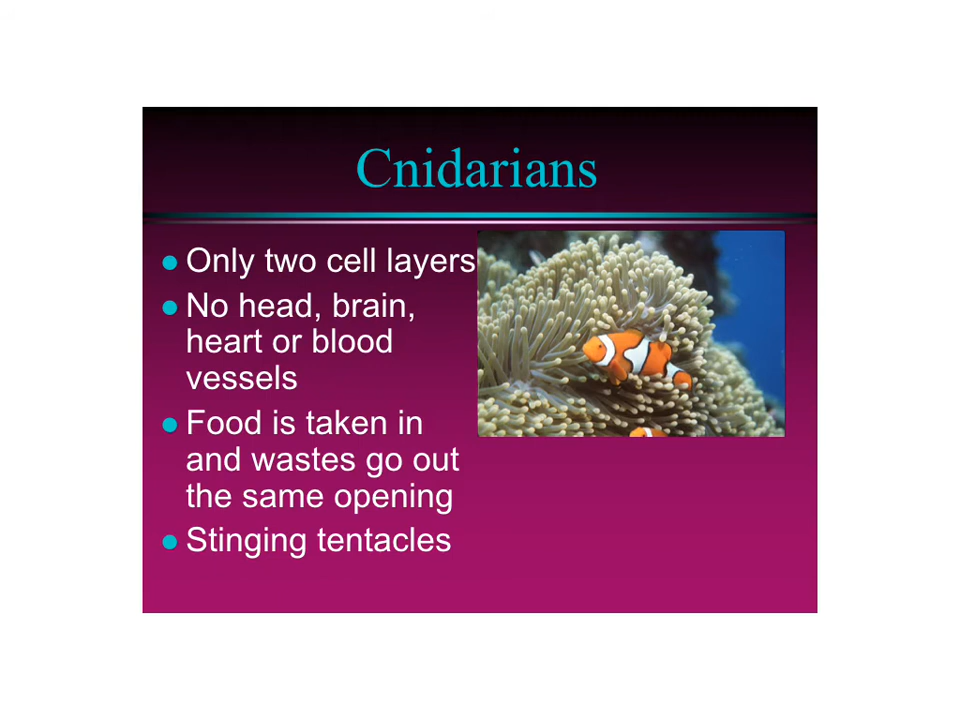 Cnidarians
Only two cell layers
No head, brain,
heart or blood
vessels
Food is taken in
and wastes go out
the same opening
Stinging tentacles